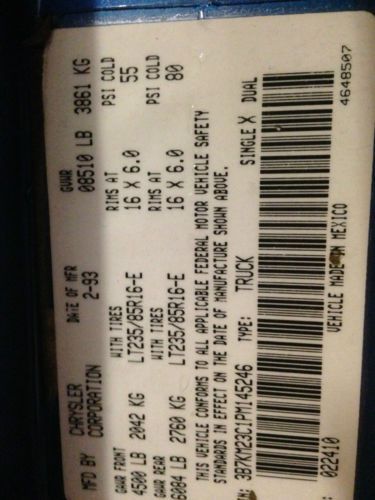 MFD BY CHRYSLER CORPORATION DATE OF MFR 2-93 GVWR 08510 LB 3861 KG
GAWR FRONT WITH TIRES RIMS AT PSI COLD
4500 LB 2042 KG LT235/85R16-E 16 X 6.0 55
GAWR REAR WITH TIRES RIMS AT PSI COLD
6084 LB 2760 KG LT235/85R16-E 16 X 6.0 80
THIS VEHICLE CONFORMS TO ALL APPLICABLE FEDERAL MOTOR VEHICLE SAFETY
STANDARDS IN EFFECT ON THE DATE OF MANUFACTURE SHOWN ABOVE.
3B7KM23C1PM145246 TYPE: TRUCK SINGLE X DUAL
: 022410 VEHICLE MADE IN MEXICO 4648507